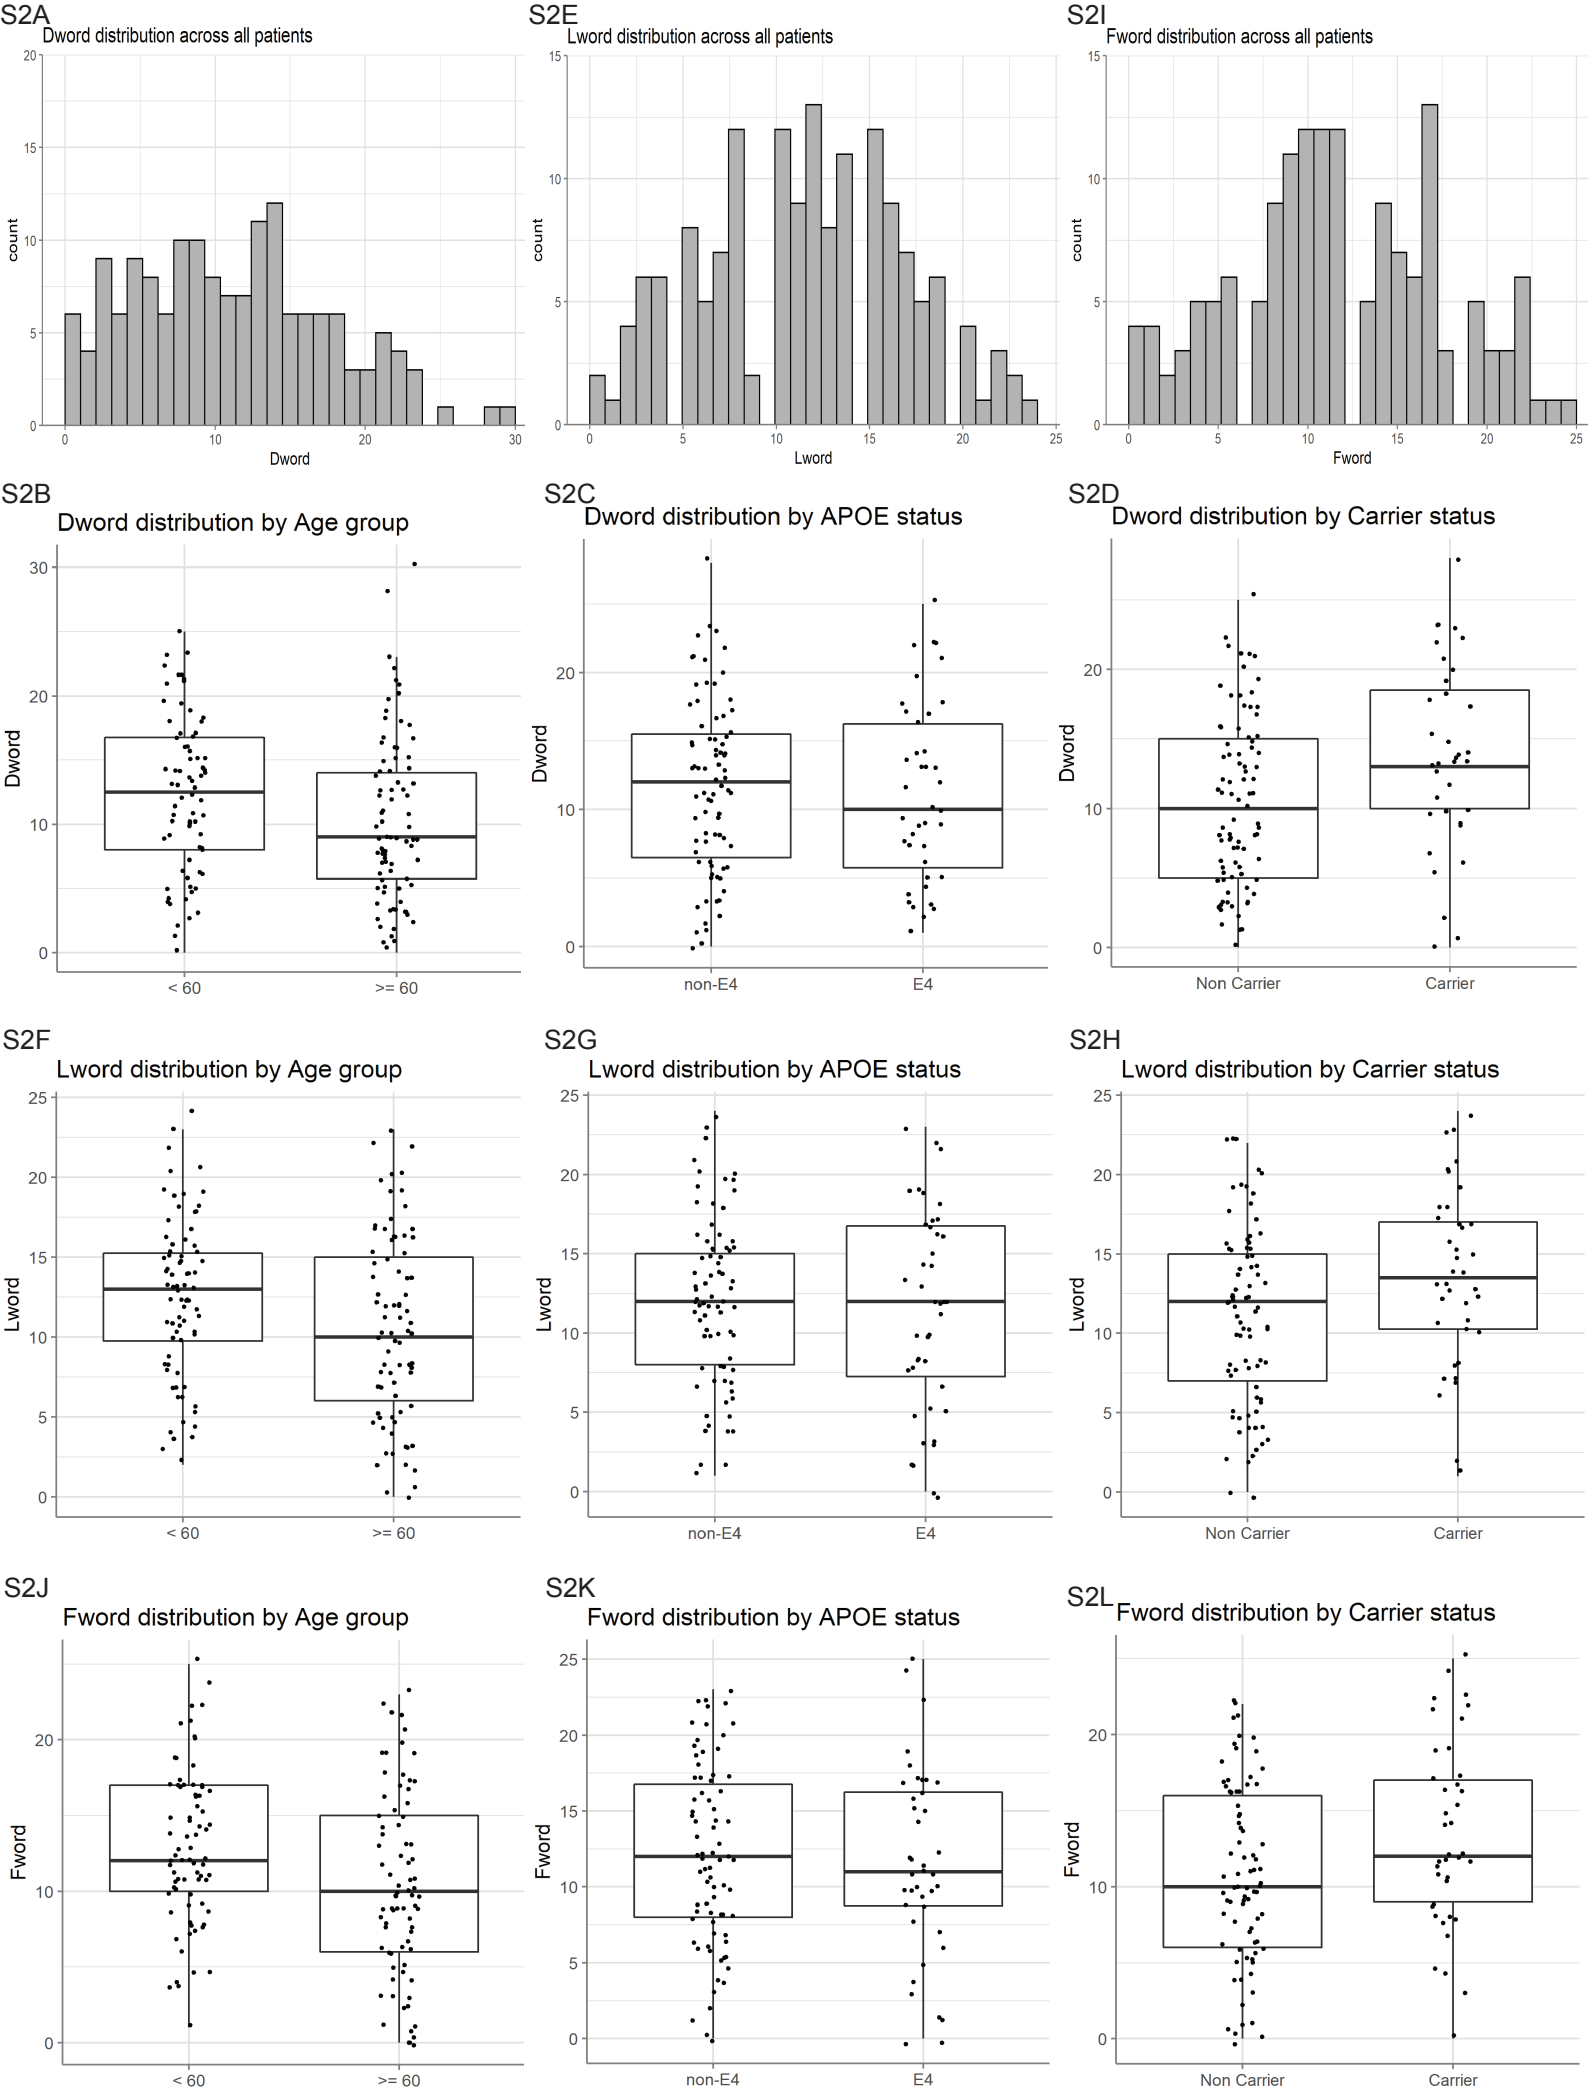 S2A
Dword distribution across all patients
20
15
10
5
0
count
0 10 20 30
Dword
S2E
Lword distribution across all patients
15
10
5
0
count
0 5 10 15 20 25
Lword
S2I
Fword distribution across all patients
15
10
5
0
count
0 5 10 15 20 25
Fword
S2B
Dword distribution by Age group
30
20
10
0
Dword
< 60 >= 60
S2C
Dword distribution by APOE status
20
10
0
Dword
non-E4 E4
S2D
Dword distribution by Carrier status
20
10
0
Dword
Non Carrier Carrier
S2F
Lword distribution by Age group
25
20
15
10
5
0
Lword
< 60 >= 60
S2G
Lword distribution by APOE status
25
20
15
10
5
0
Lword
non-E4 E4
S2H
Lword distribution by Carrier status
25
20
15
10
5
0
Lword
Non Carrier Carrier
S2J
Fword distribution by Age group
20
10
0
Fword
< 60 >= 60
S2K
Fword distribution by APOE status
25
20
15
10
5
0
Fword
non-E4 E4
S2L
Fword distribution by Carrier status
20
10
0
Fword
Non Carrier Carrier